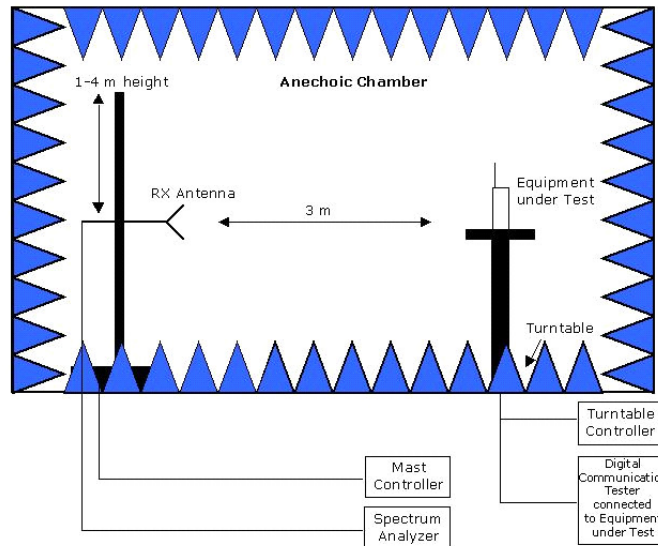 1-4 m height
Anechoic Chamber
RX Antenna
3 m
Equipment
under Test
Turntable
Turntable
Controller
Mast
Controller
Spectrum
Analyzer
Digital
Communicatio
Tester
connected
to Equipment
under Test